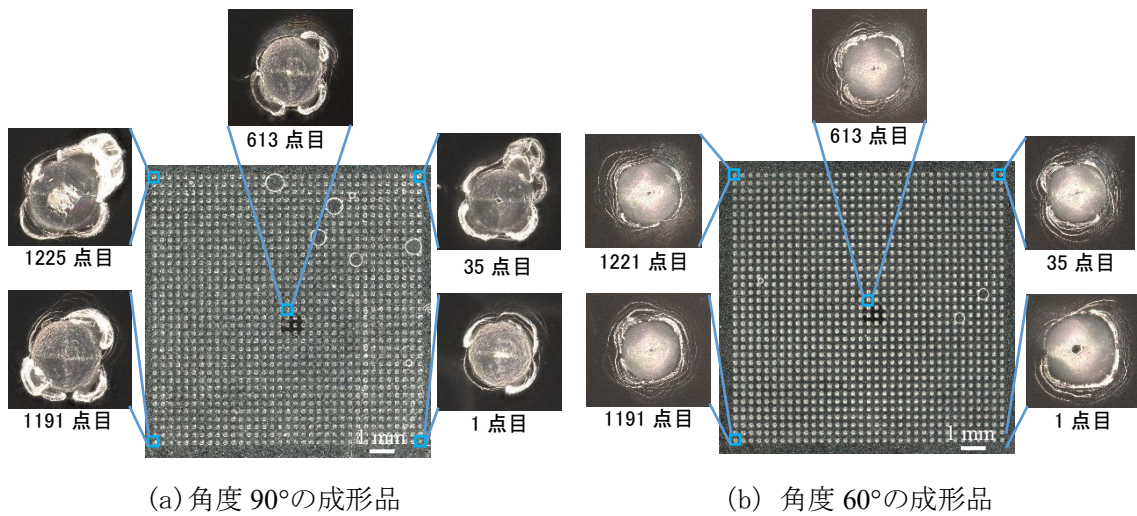 613 点目
613 点目
1225 点目
35 点目
1221 点目
35 点目
1 mm
1 mm
1191 点目
1 点目
1191 点目
1 点目
(a)角度 90°の成形品
(b) 角度 60°の成形品